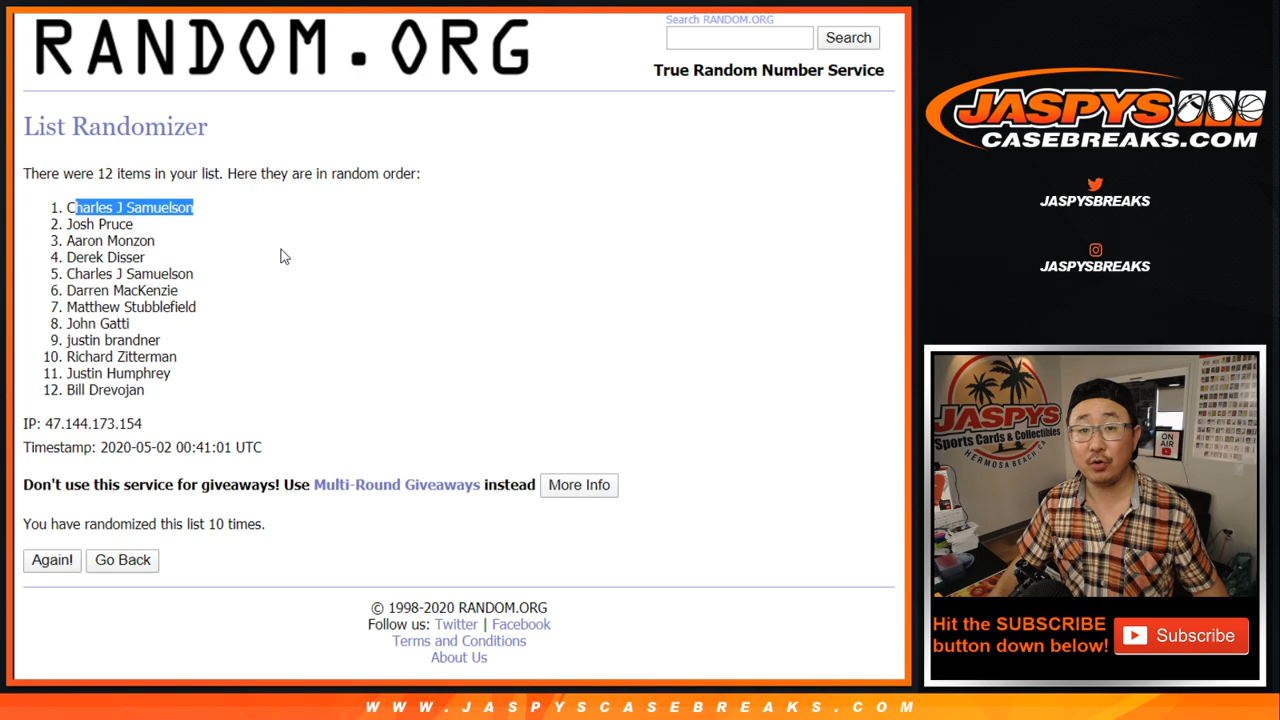 RANDOM.ORG
Search RANDOM.ORG
Search
True Random Number Service
List Randomizer
There were 12 items in your list. Here they are in random order:
1. Charles J Samuelson
2. Josh Pruce
3. Aaron Monzon
4. Derek Disser
5. Charles J Samuelson
6. Darren MacKenzie
7. Matthew Stubblefield
8. John Gatti
9. justin brandner
10. Richard Zitterman
11. Justin Humphrey
12. Bill Drevojan
IP: 47.144.173.154
Timestamp: 2020-05-02 00:41:01 UTC
Don't use this service for giveaways! Use Multi-Round Giveaways instead
More Info
You have randomized this list 10 times.
Again!
Go Back
© 1998-2020 RANDOM.ORG
Follow us: Twitter | Facebook
Terms and Conditions
About Us
JASPYS
CASEBREAKS.COM
JASPYSBREAKS
JASPYSBREAKS
JASPYS
Sports Cards & Collectibles
HERMOSA BEACH, CA
ON AIR
Hit the SUBSCRIBE
button down below!
Subscribe
WWW.JASPYSCASEBREAKS.COM